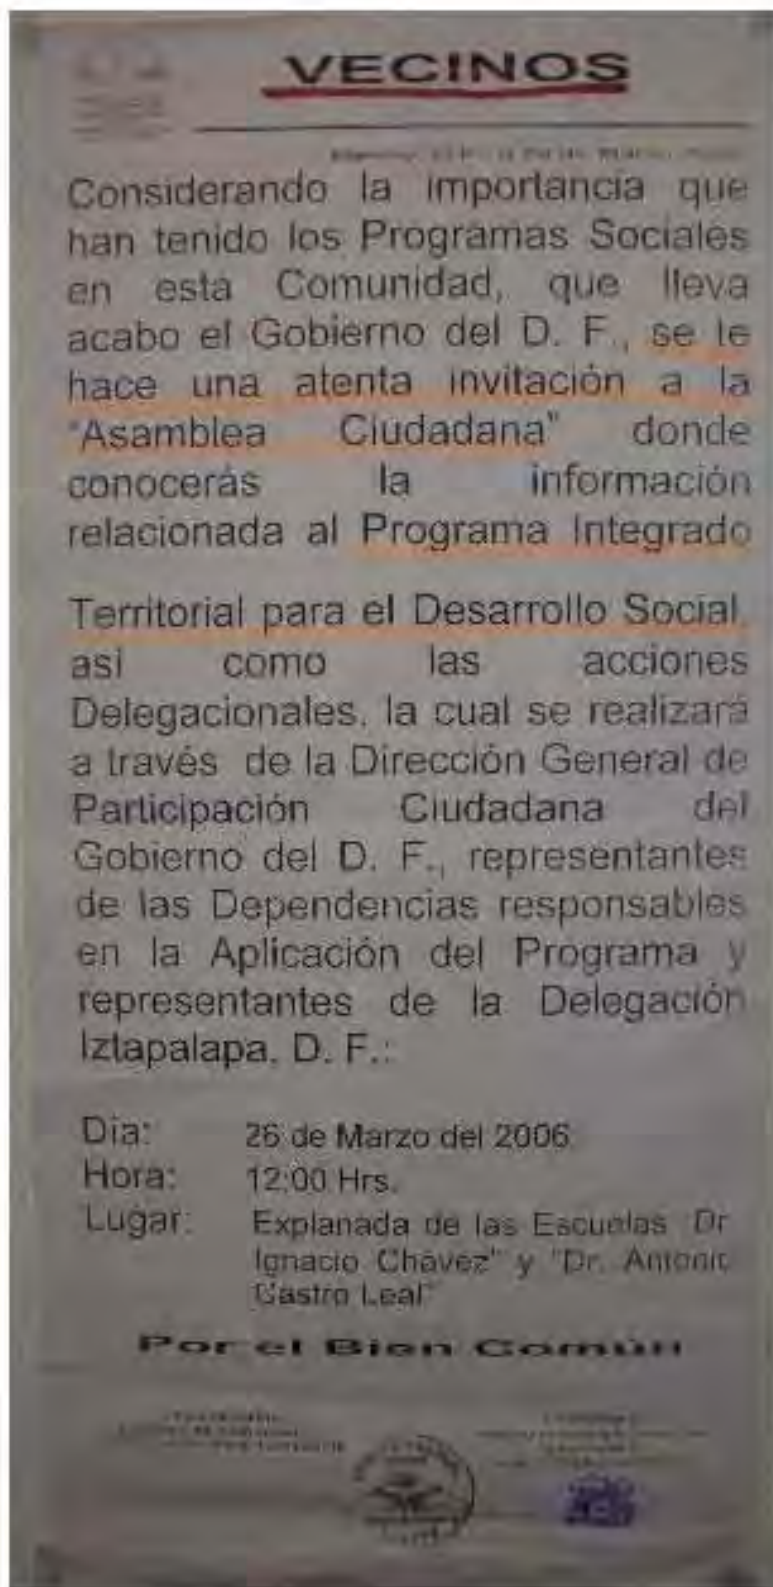 VECINOS
Considerando la importancia que
han tenido los Programas Sociales
en esta Comunidad, que lleva
acabo el Gobierno del D. F., se le
hace una atenta invitación a la
"Asamblea Ciudadana" donde
conocerás la información
relacionada al Programa Integrado
Territorial para el Desarrollo Social,
asi como las acciones
Delegacionales, la cual se realizará
a través de la Dirección General de
Participación Ciudadana del
Gobierno del D. F., representantes
de las Dependencias responsables
en la Aplicación del Programa y
representantes de la Delegación
Iztapalapa, D. F.:
Dia: 26 de Marzo del 2006
Hora: 12:00 Hrs.
Lugar: Explanada de las Escuelas Dr
Ignacio Chávez" y "Dr. Antonio
Castro Leal"
Por el Bien Común